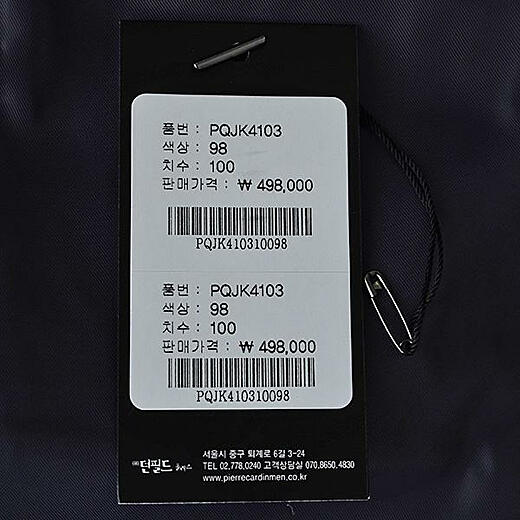 품번 : PQJK4103
색상 : 98
치수 : 100
판매가격 : ₩ 498,000
PQJK410310098
품번 : PQJK4103
색상 : 98
치수 : 100
판매가격 : ₩ 498,000
PQJK410310098
㈜던필드
서울시 중구 퇴계로 6길 3-24
TEL 02.778.0240 고객상담실 070.8650.4830
www.pierrecardinmen.co.kr